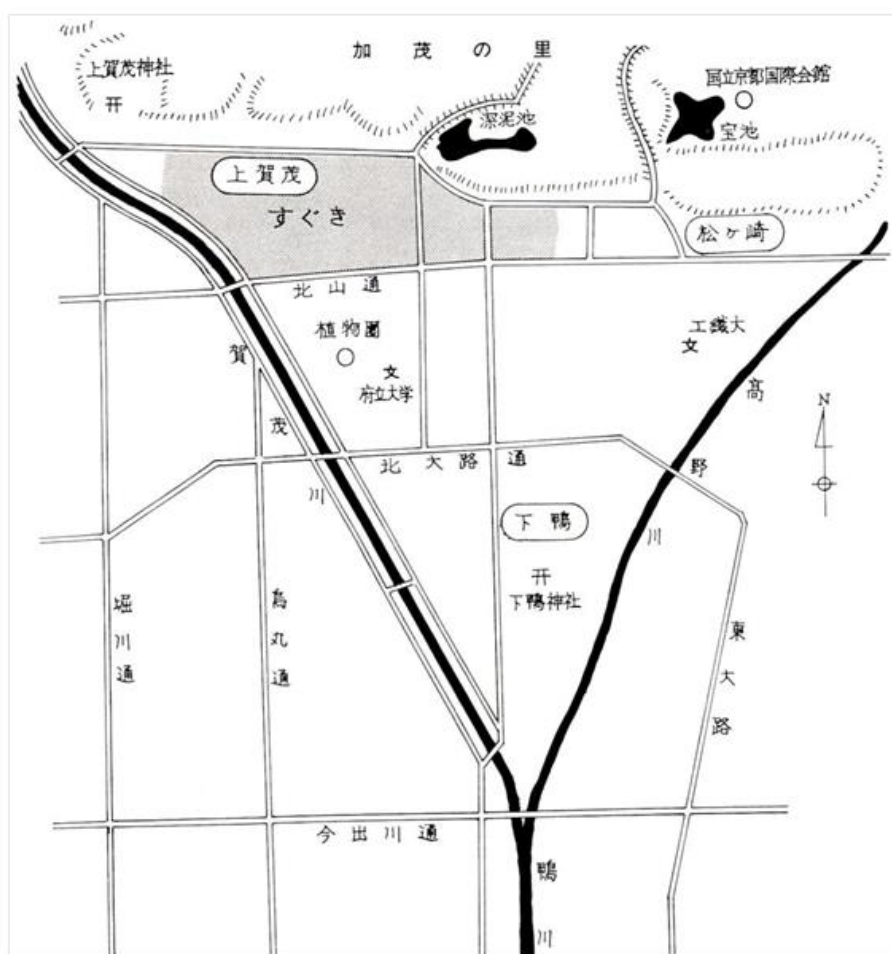 加茂の里
上賀茂神社
国立京都国際会館
深泥池
宝池
上賀茂
すぐき
松ヶ崎
北山通
植物園
工繊大
文
賀茂川
文
府立大学
高野川
N
北大路通
下鴨
下鴨神社
堀川通
烏丸通
東大路
今出川通
鴨川